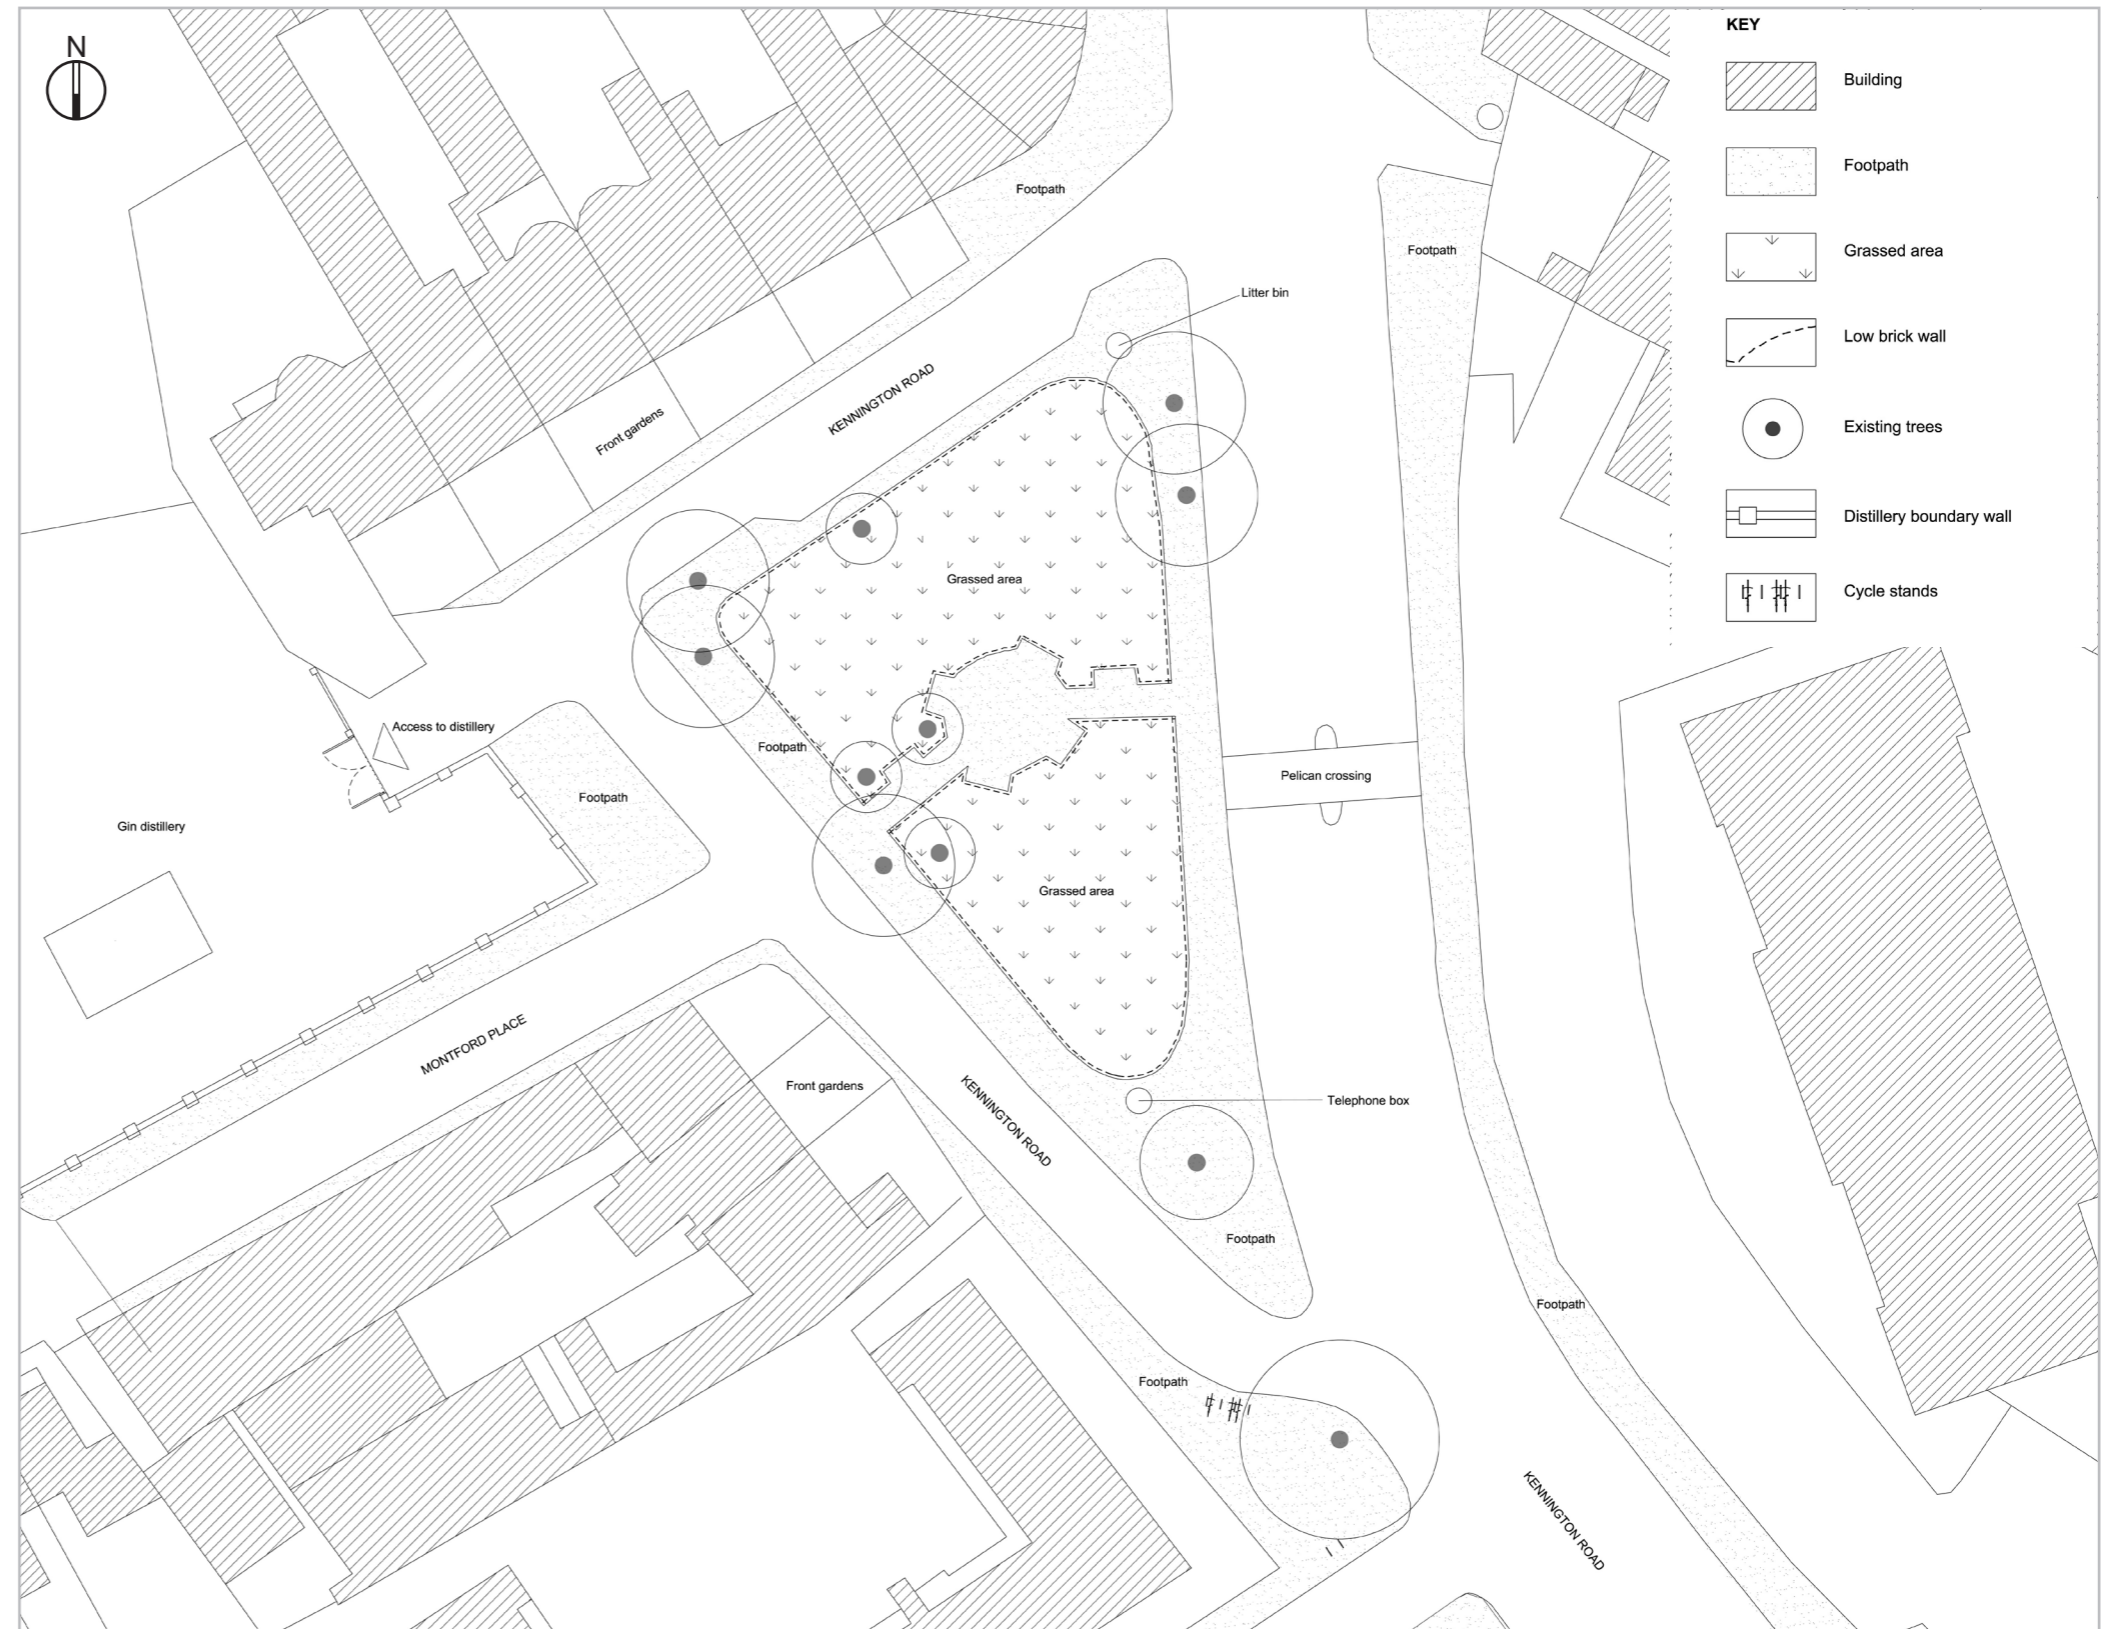 N
KEY
Building
Footpath
Grassed area
Low brick wall
Existing trees
Distillery boundary wall
Cycle stands
Footpath
Footpath
Litter bin
KENNINGTON ROAD
Front gardens
Grassed area
Access to distillery
Footpath
Pelican crossing
Footpath
Gin distillery
Grassed area
MONTFORD PLACE
Front gardens
KENNINGTON ROAD
Telephone box
Footpath
Footpath
Footpath
KENNINGTON ROAD